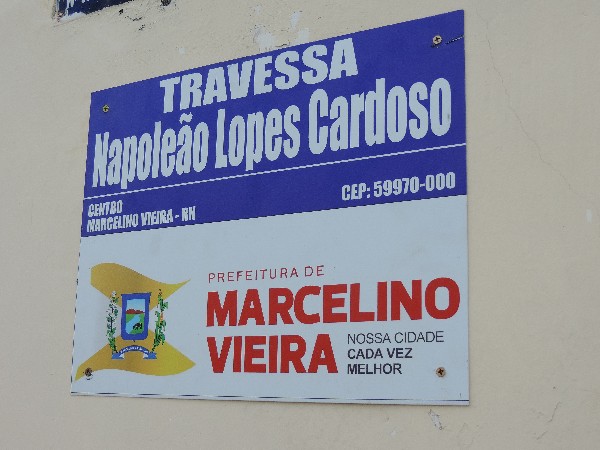 TRAVESSA
Napoleão Lopes Cardoso
CENTRO
MARCELINO VIEIRA - RN
CEP: 59970-000
PREFEITURA DE
MARCELINO
VIEIRA
NOSSA CIDADE
CADA VEZ
MELHOR